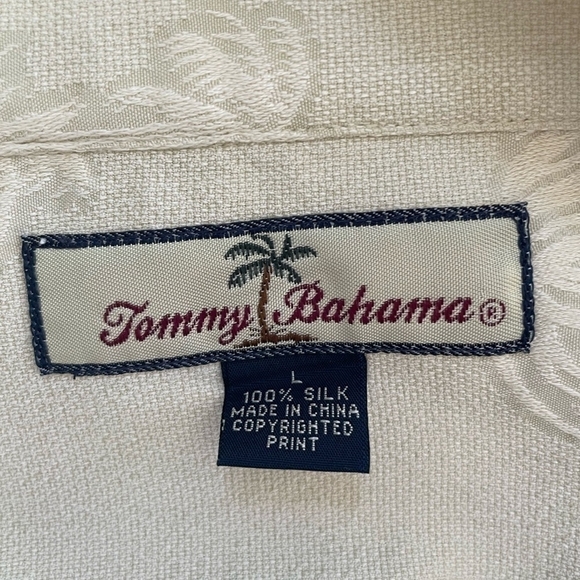 Tommy Bahama®
L
100% SILK
MADE IN CHINA
COPYRIGHTED
PRINT